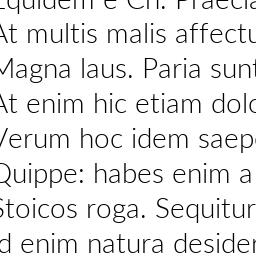 Equidem e Cn. Praecia
At multis malis affectu
Magna laus. Paria sunt
At enim hic etiam dolo
Verum hoc idem saepe
Quippe: habes enim a
Stoicos roga. Sequitur
d enim natura desider